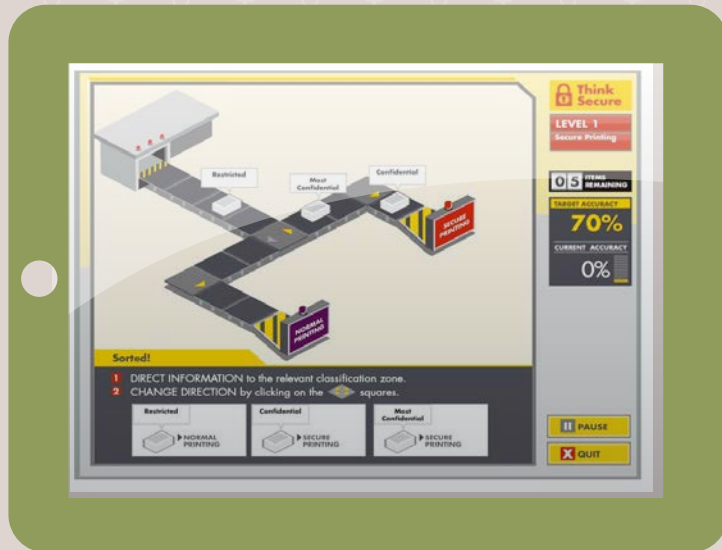 Think
Secure
LEVEL 1
Secure Printing
Restricted
Most
Confidential
Confidential
SECURE
PRINTING
NORMAL
PRINTING
05 ITEMS
REMAINING
TARGET ACCURACY
70%
CURRENT ACCURACY
0%
Sorted!
1 DIRECT INFORMATION to the relevant classification zone.
2 CHANGE DIRECTION by clicking on the squares.
Restricted
NORMAL
PRINTING
Confidential
SECURE
PRINTING
Most
Confidential
SECURE
PRINTING
PAUSE
X QUIT